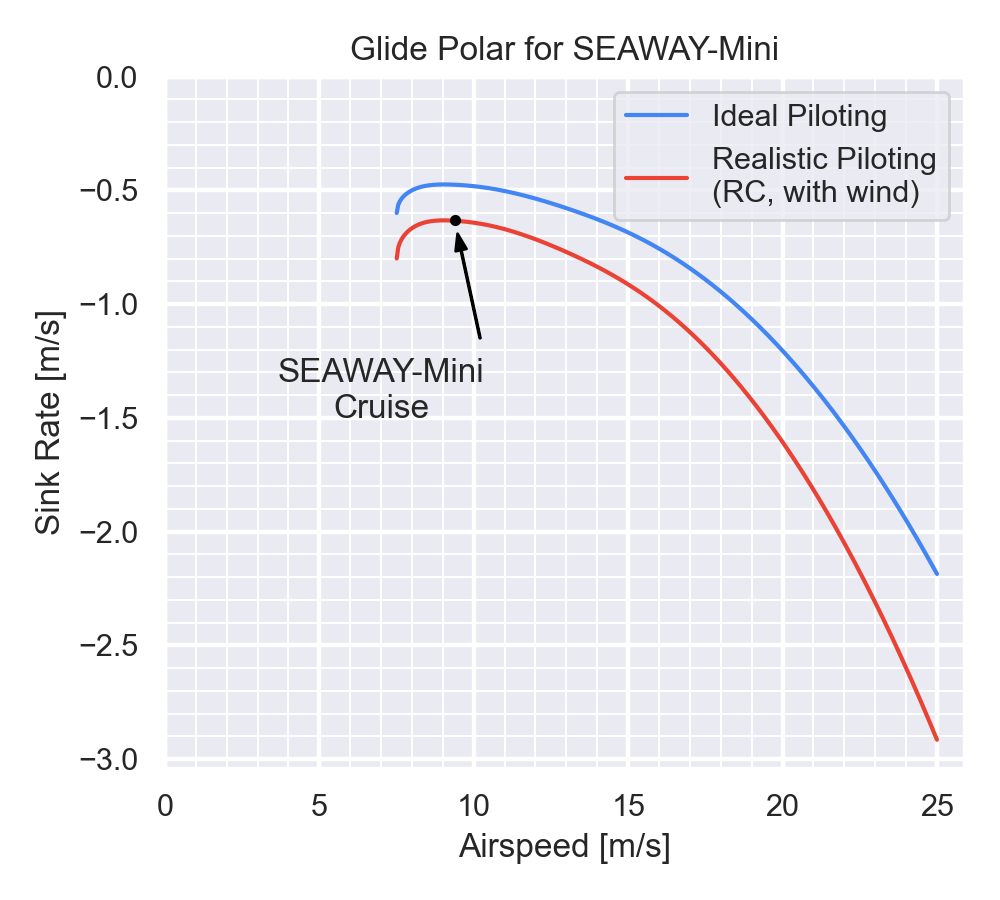 Glide Polar for SEAWAY-Mini
0.0
−0.5
−1.0
−1.5
−2.0
−2.5
−3.0
Sink Rate [m/s]
Ideal Piloting
Realistic Piloting
(RC, with wind)
SEAWAY-Mini
Cruise
0
5
10
15
20
25
Airspeed [m/s]